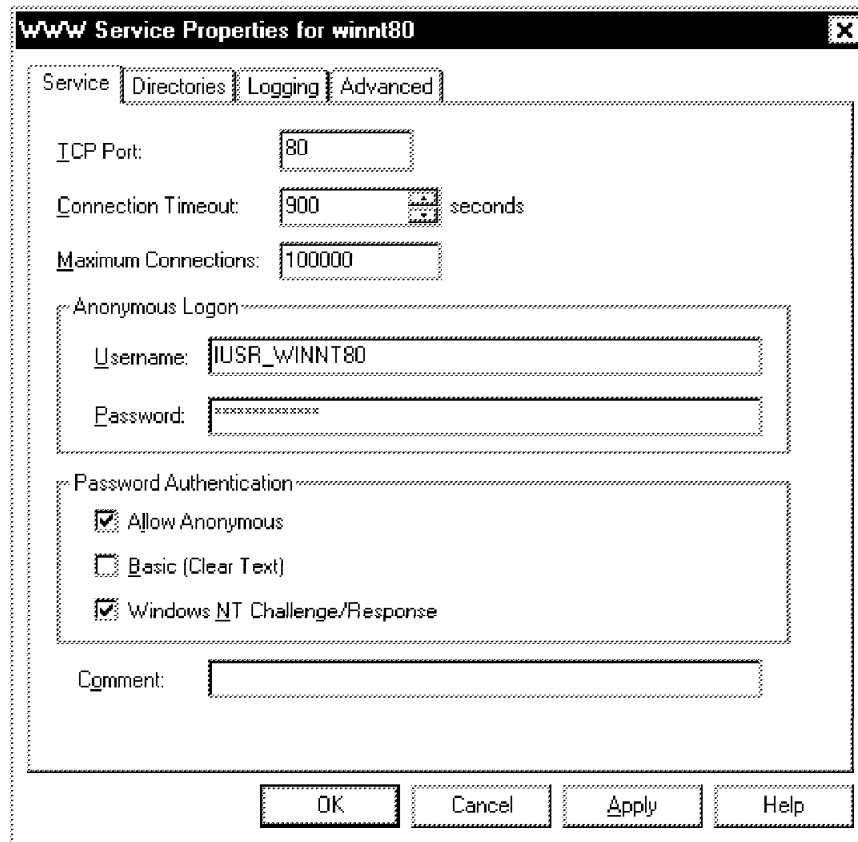 WWW Service Properties for winnt80
Service Directories Logging Advanced
TCP Port: 80
Connection Timeout: 900 seconds
Maximum Connections: 100000
Anonymous Logon
Username: IUSR_WINNT80
Password: **************
Password Authentication
Allow Anonymous
Basic (Clear Text)
Windows NT Challenge/Response
Comment:
OK Cancel Apply Help